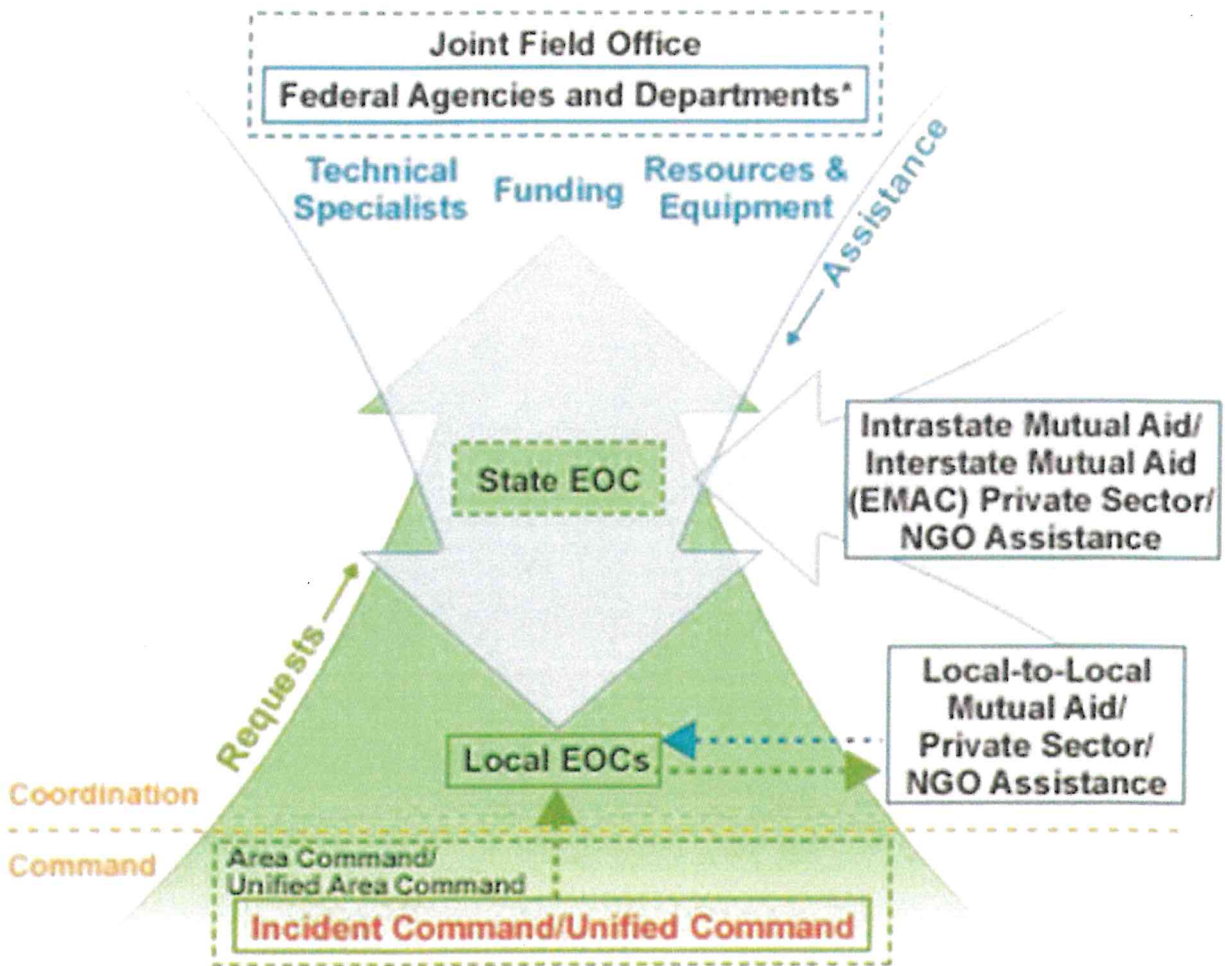 Joint Field Office
Federal Agencies and Departments*
Technical
Specialists
Funding
Resources &
Equipment
Assistance
State EOC
Intrastate Mutual Aid/
Interstate Mutual Aid
(EMAC) Private Sector/
NGO Assistance
Requests
Local EOCs
Local-to-Local
Mutual Aid/
Private Sector/
NGO Assistance
Coordination
Command
Area Command/
Unified Area Command
Incident Command/Unified Command